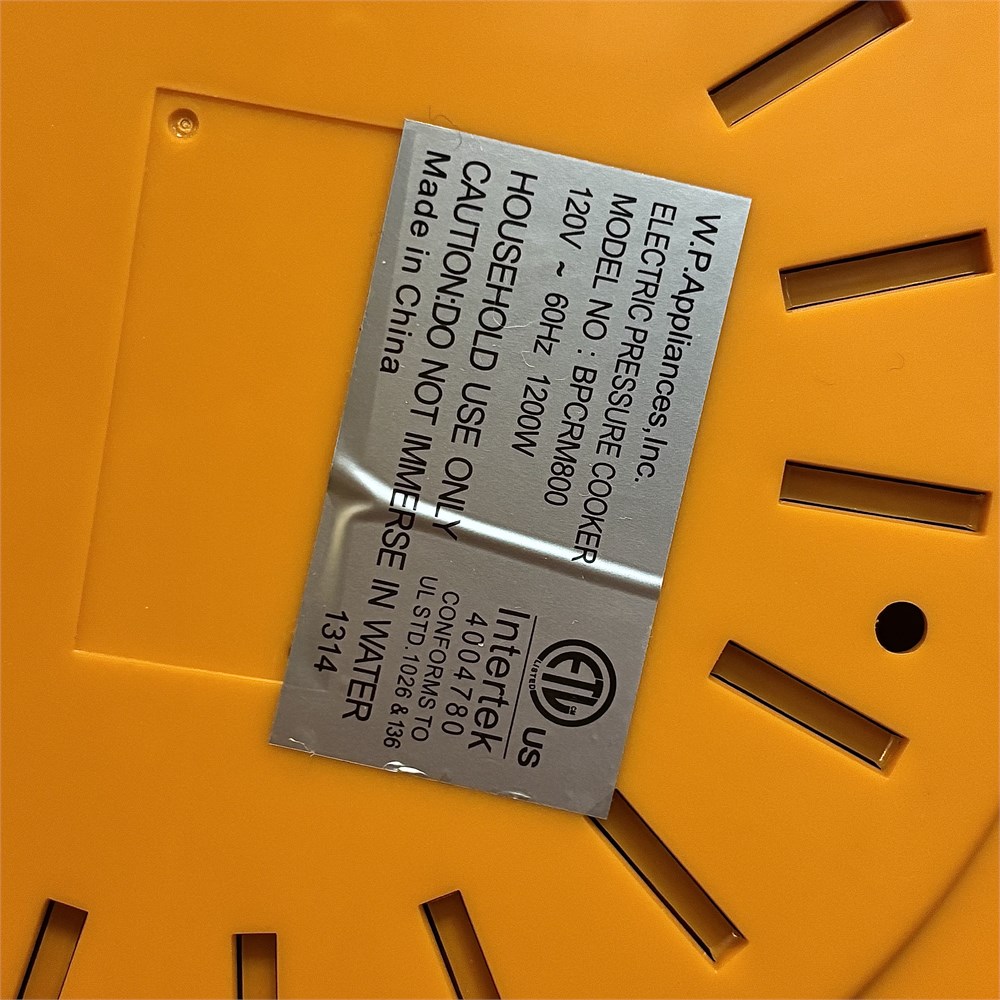 W.P.Appliances,Inc.
ELECTRIC PRESSURE COOKER
MODEL NO : BPCRM800
120V ~ 60Hz 1200W
HOUSEHOLD USE ONLY
CAUTION:DO NOT IMMERSE IN WATER
Made in China
ETL
CM
LISTED
US
Intertek
4004780
CONFORMS TO
UL STD. 1026 & 136
1314